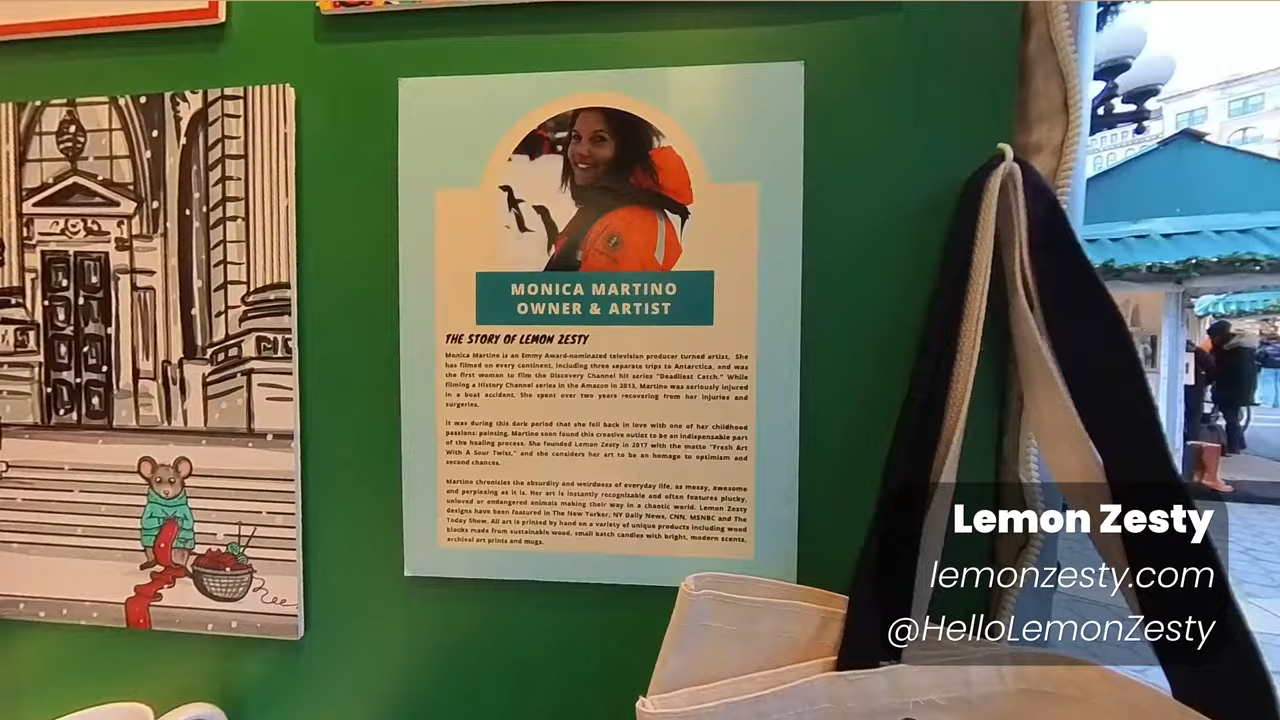 MONICA MARTINO
OWNER & ARTIST
THE STORY OF LEMON ZESTY
Monica Martino is an Emmy Award-nominated television producer turned artist. She
has filmed on every continent, including three separate trips to Antarctica, and was
the first woman to film the Discovery Channel hit series "Deadliest Catch." While
filming a History Channel series in the Amazon in 2013, Martino was seriously injured
in a boat accident. She spent over two years recovering from her injuries and
surgeries.
It was during this dark period that she fell back in love with one of her childhood
passions: painting. Martino soon found this creative outlet to be an indispensable part
of the healing process. She founded Lemon Zesty in 2017 with the motto "Fresh Art
With A Sour Twist," and she considers her art to be an homage to optimism and
second chances.
Martino chronicles the absurdity and weirdness of everyday life, as messy, awesome
and perplexing as it is. Her art is instantly recognizable and often features plucky,
unloved or endangered animals making their way in a chaotic world. Lemon Zesty
designs have been featured in The New Yorker, NY Daily News, CNN, MSNBC and The
Today Show. All art is printed by hand on a variety of unique products including wood
blocks made from sustainable wood, small batch candles with bright, modern scents,
archival art prints and mugs.
Lemon Zesty
lemonzesty.com
@HelloLemonZesty